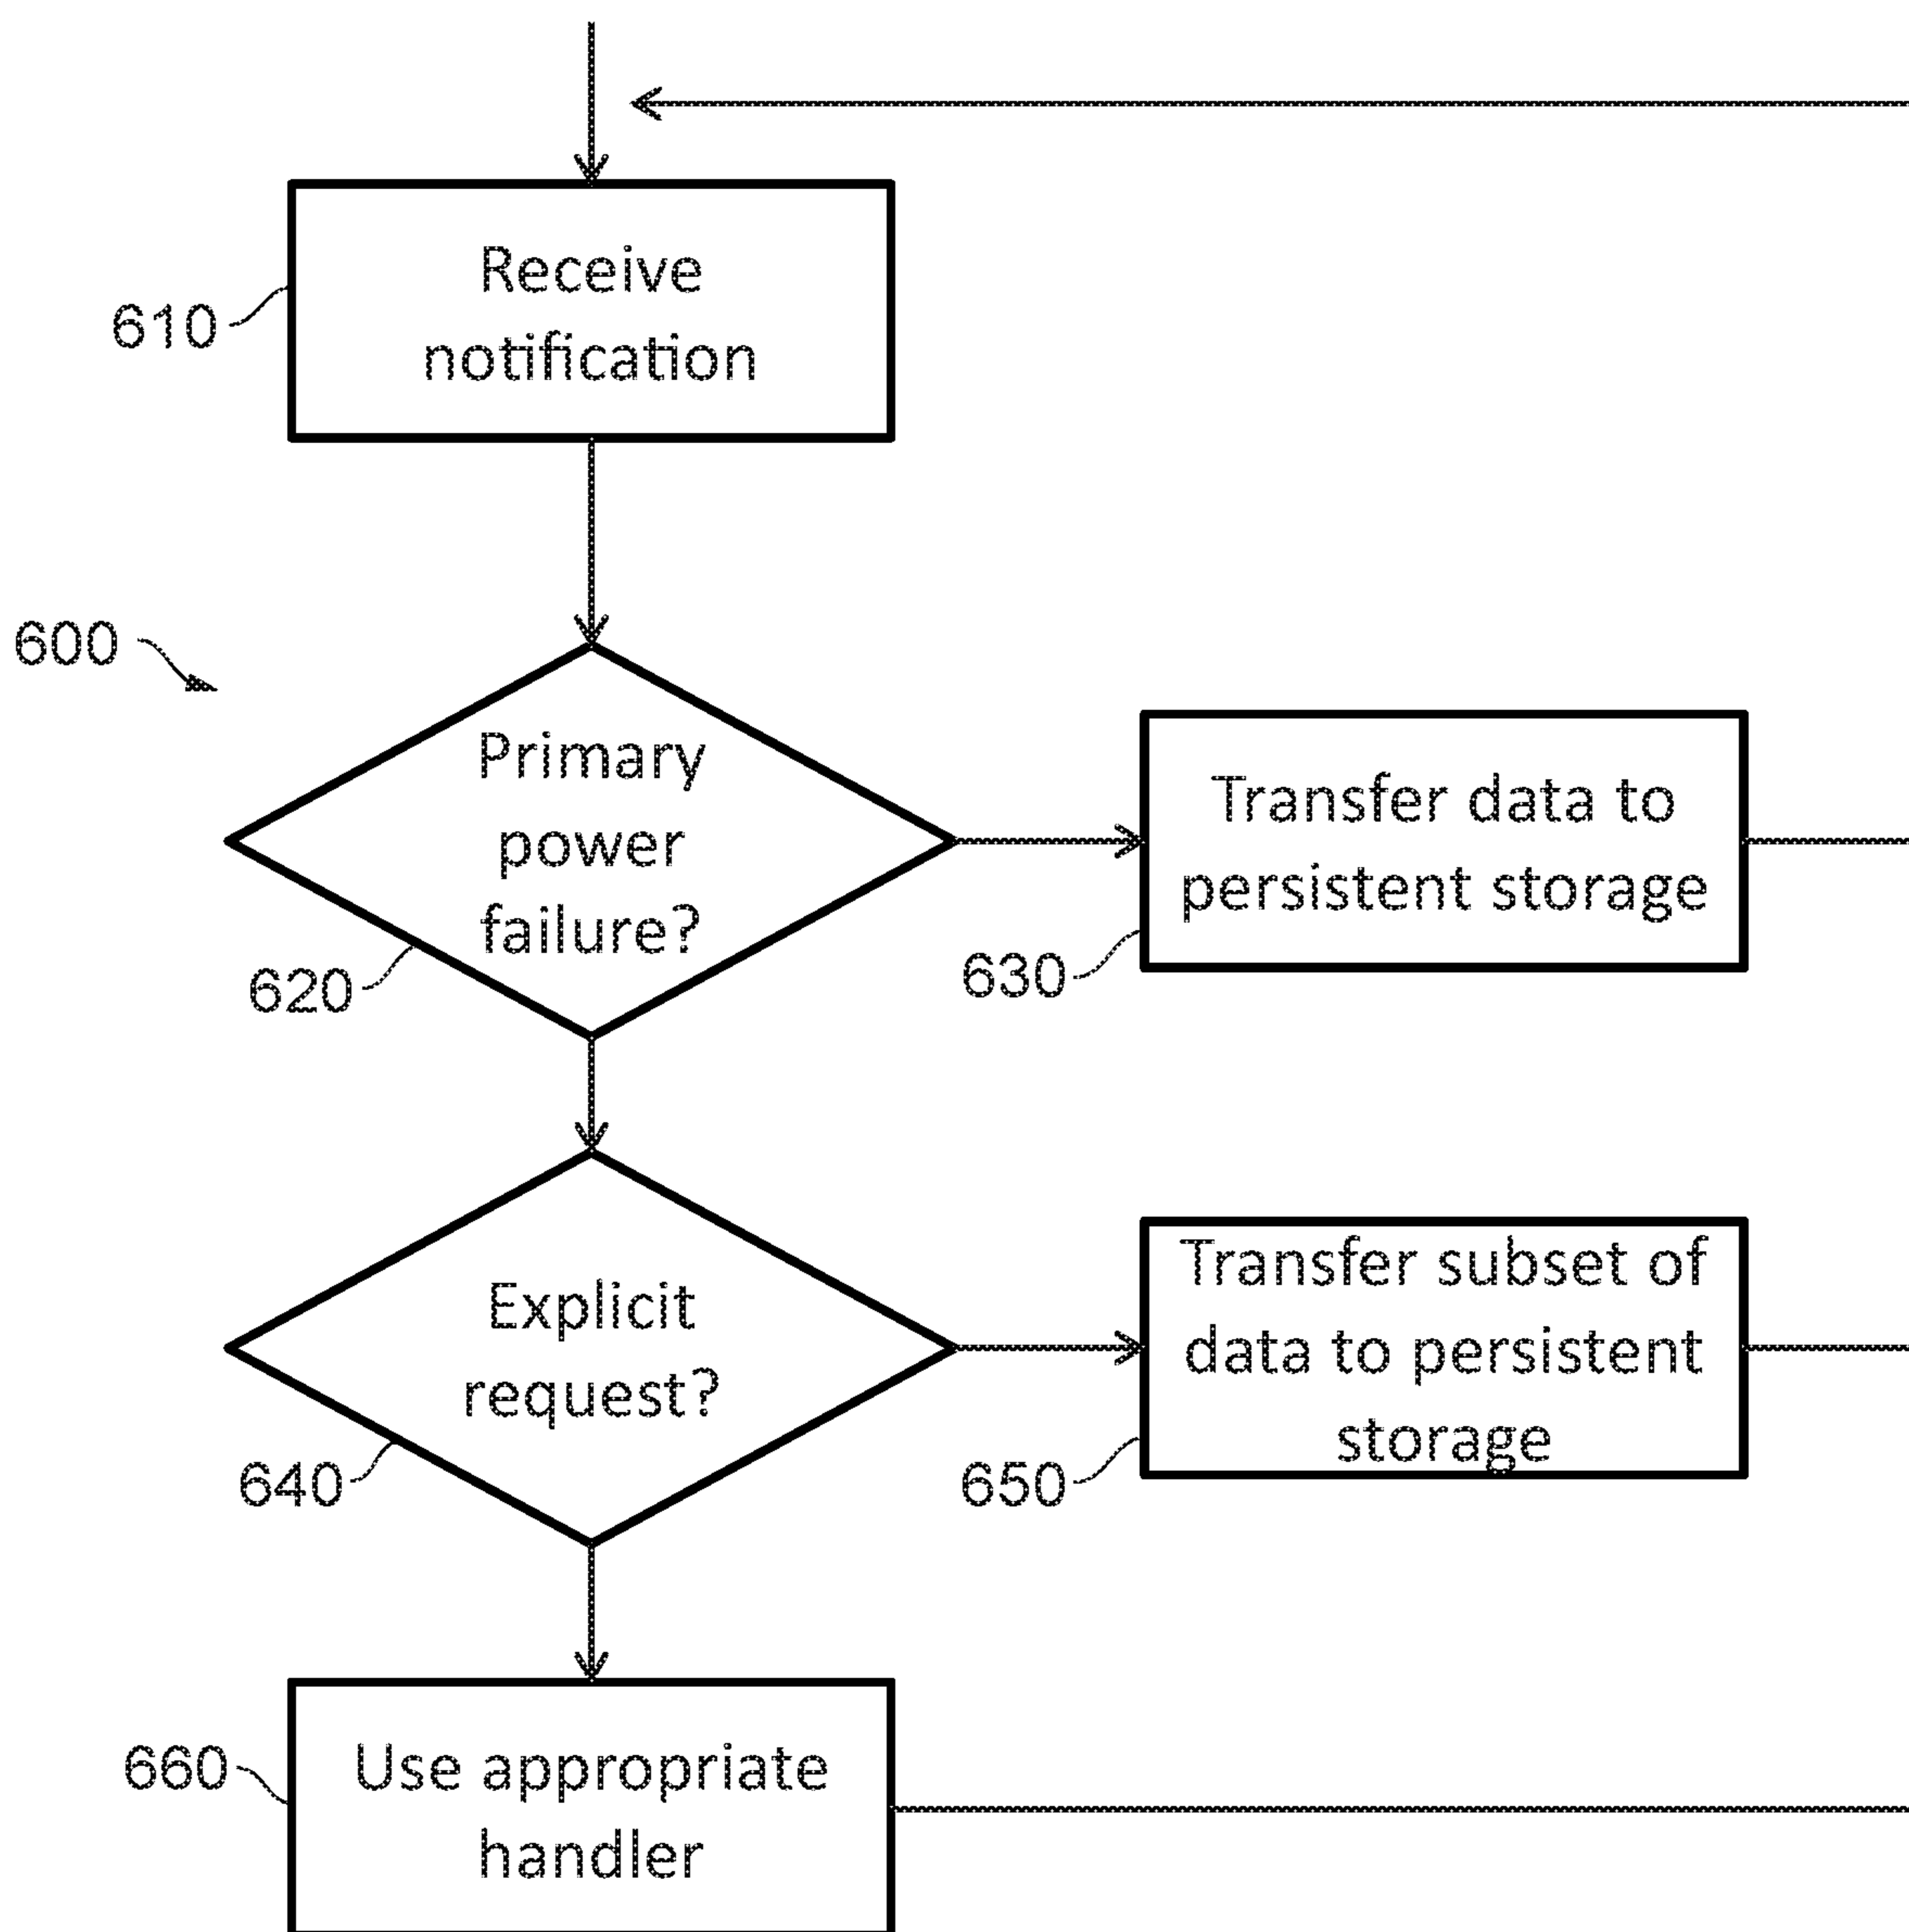 Receive
notification
610
600
Primary
power
failure?
620
Transfer data to
persistent storage
630
Explicit
request?
640
Transfer subset of
data to persistent
storage
650
660
Use appropriate
handler